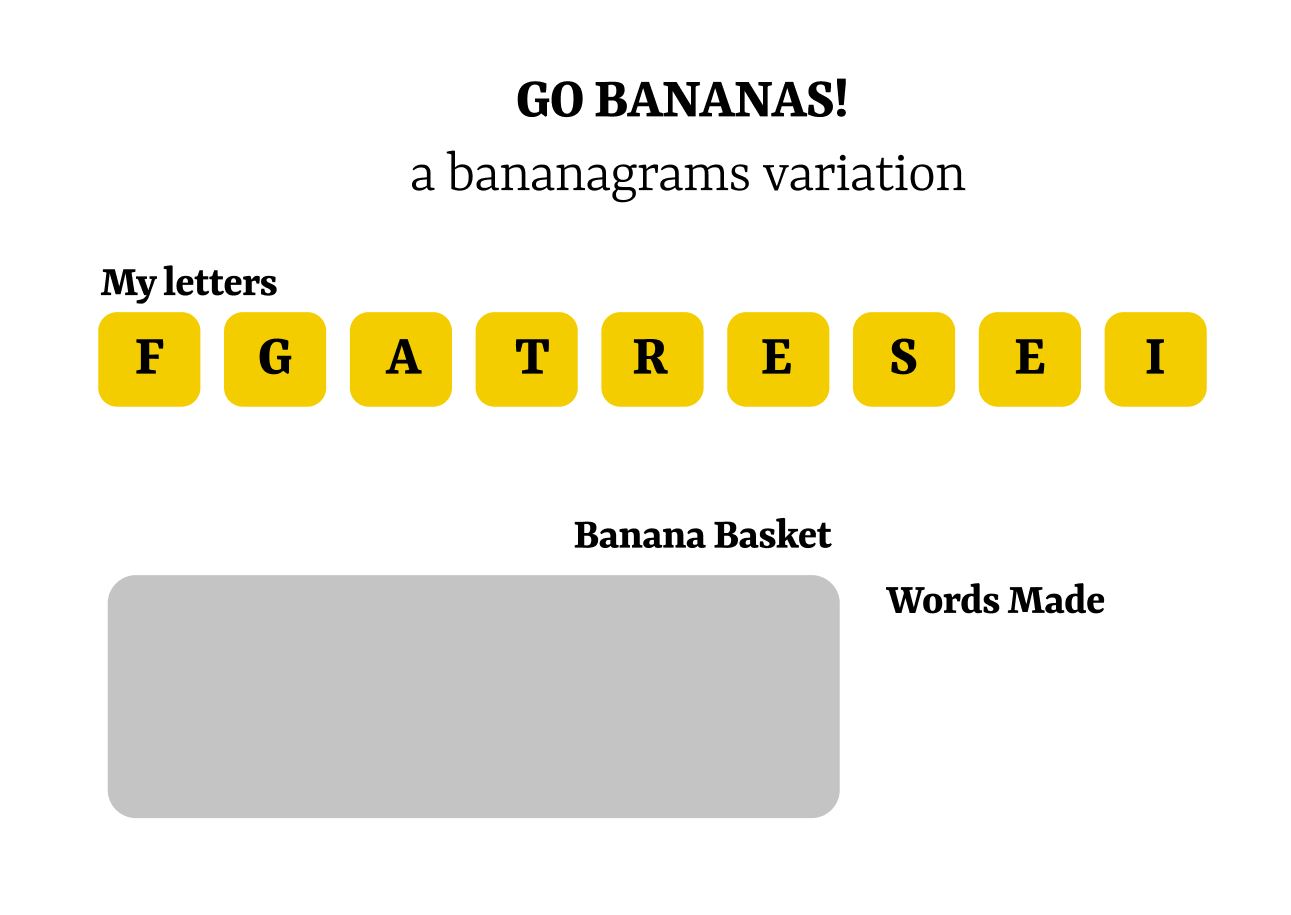 GO BANANAS!
a bananagrams variation
My letters
F G A T R E S E I
Banana Basket
Words Made